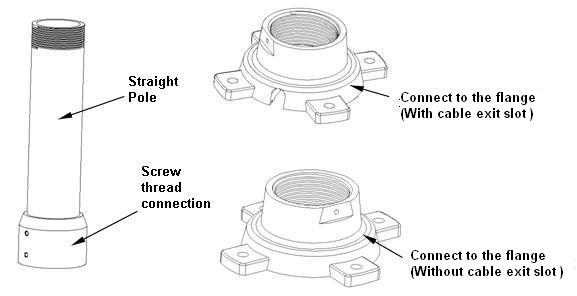 Straight
Pole
Screw
thread
connection
Connect to the flange
(With cable exit slot )
Connect to the flange
(Without cable exit slot )